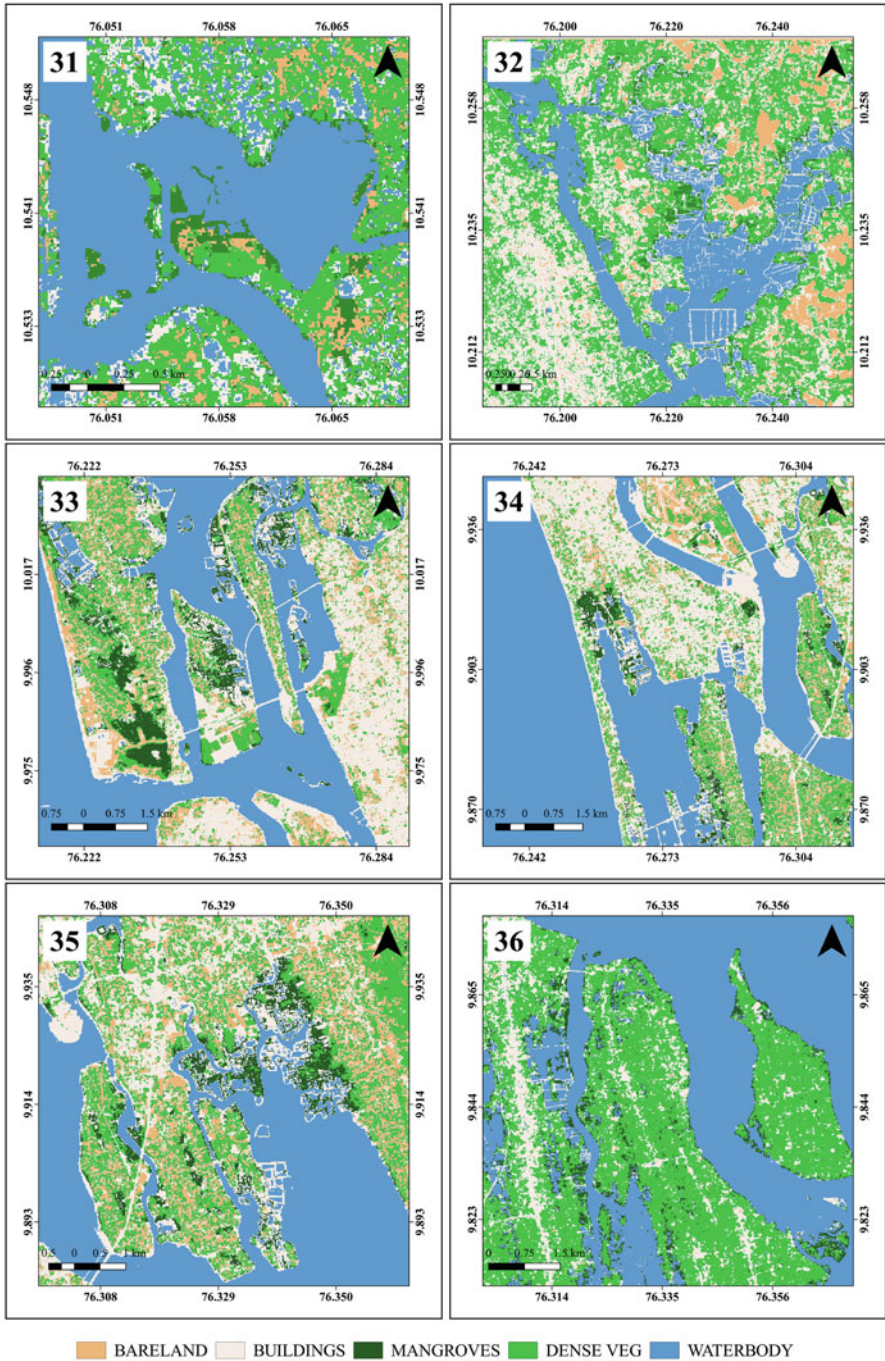 76.051 76.058 76.065
31
10.548 10.548
10.541 10.541
10.533 10.533
0.25 0 0.25 0.5 km
76.051 76.058 76.065
76.200 76.220 76.240
32
10.258 10.258
10.235 10.235
10.212 10.212
76.200 76.220 76.240
76.222 76.253 76.284
33
10.017 10.017
9.996 9.996
9.975 9.975
0.75 0 0.75 1.5 km
76.222 76.253 76.284
76.242 76.273 76.304
34
9.936 9.936
9.903 9.903
9.870 9.870
0.75 0 0.75 1.5 km
76.242 76.273 76.304
76.308 76.329 76.350
35
9.935 9.935
9.914 9.914
9.893 9.893
0.5 0 0.5 1 km
76.308 76.329 76.350
76.314 76.335 76.356
36
9.865 9.865
9.844 9.844
9.823 9.823
0 0.75 1.5 km
76.314 76.335 76.356
BARELAND BUILDINGS MANGROVES DENSE VEG WATERBODY